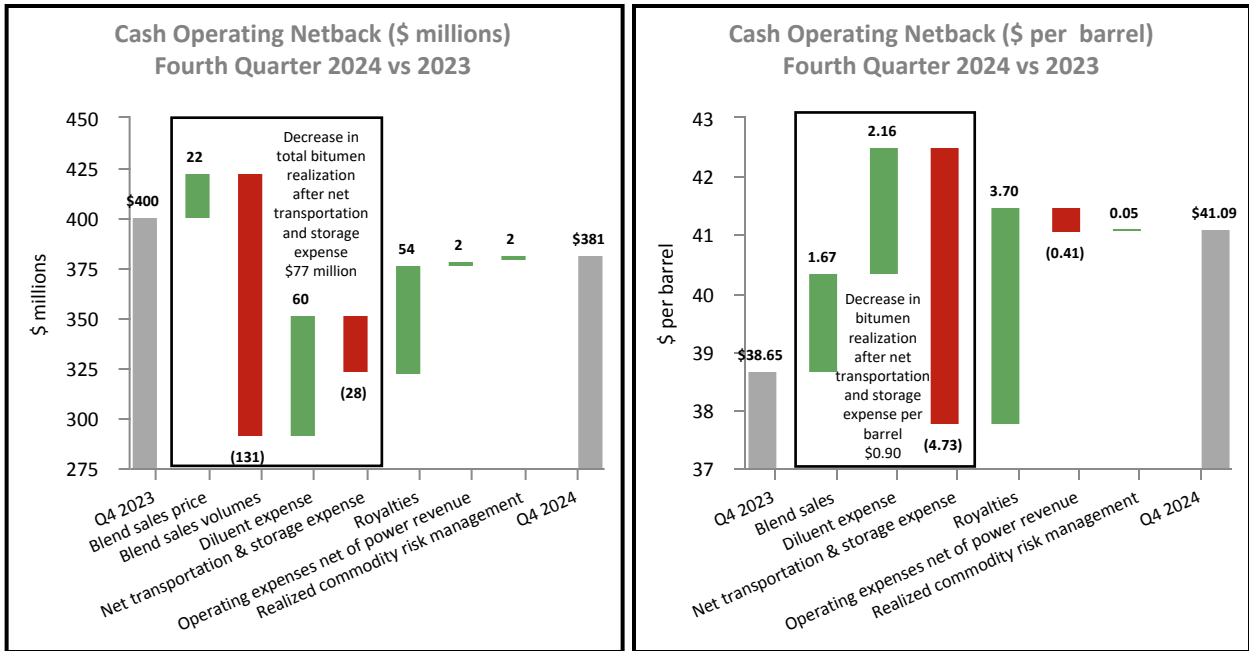 Cash Operating Netback ($ millions)
Fourth Quarter 2024 vs 2023
$ millions
450
425
400
375
350
325
300
275
$400
22
(131)
60
(28)
54
2
2
$381
Decrease in
total bitumen
realization
after net
transportation
and storage
expense
$77 million
Q4 2023
Blend sales price
Blend sales volumes
Diluent expense
Net transportation & storage expense
Royalties
Operating expenses net of power revenue
Realized commodity risk management
Q4 2024
Cash Operating Netback ($ per barrel)
Fourth Quarter 2024 vs 2023
$ per barrel
43
42
41
40
39
38
37
$38.65
1.67
2.16
(4.73)
3.70
(0.41)
0.05
$41.09
Decrease in
bitumen
realization
after net
transportation
and storage
expense per
barrel
$0.90
Q4 2023
Blend sales
Diluent expense
Net transportation & storage expense
Royalties
Operating expenses net of power revenue
Realized commodity risk management
Q4 2024